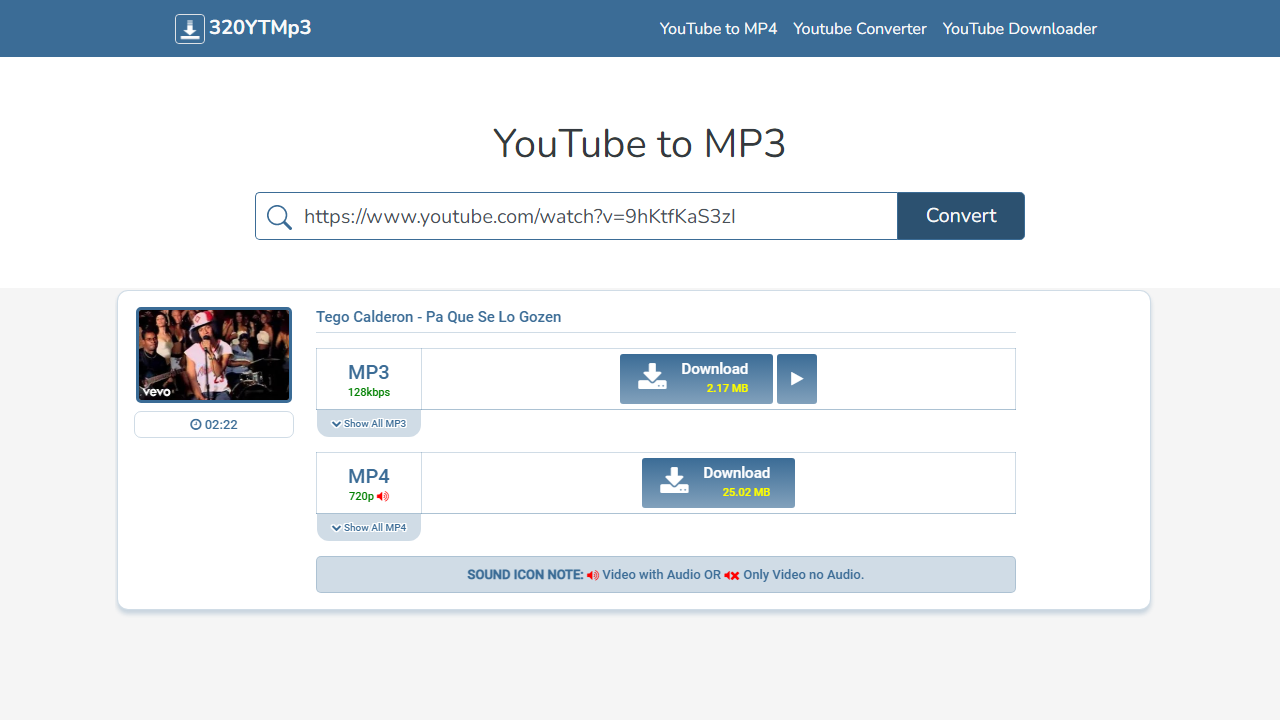 320YTMp3
YouTube to MP4 Youtube Converter YouTube Downloader
YouTube to MP3
https://www.youtube.com/watch?v=9hKtfKaS3zI
Convert
vevo
02:22
Tego Calderon - Pa Que Se Lo Gozen
MP3
128kbps
Download
2.17 MB
Show All MP3
MP4
720p
Download
25.02 MB
Show All MP4
SOUND ICON NOTE: Video with Audio OR Only Video no Audio.